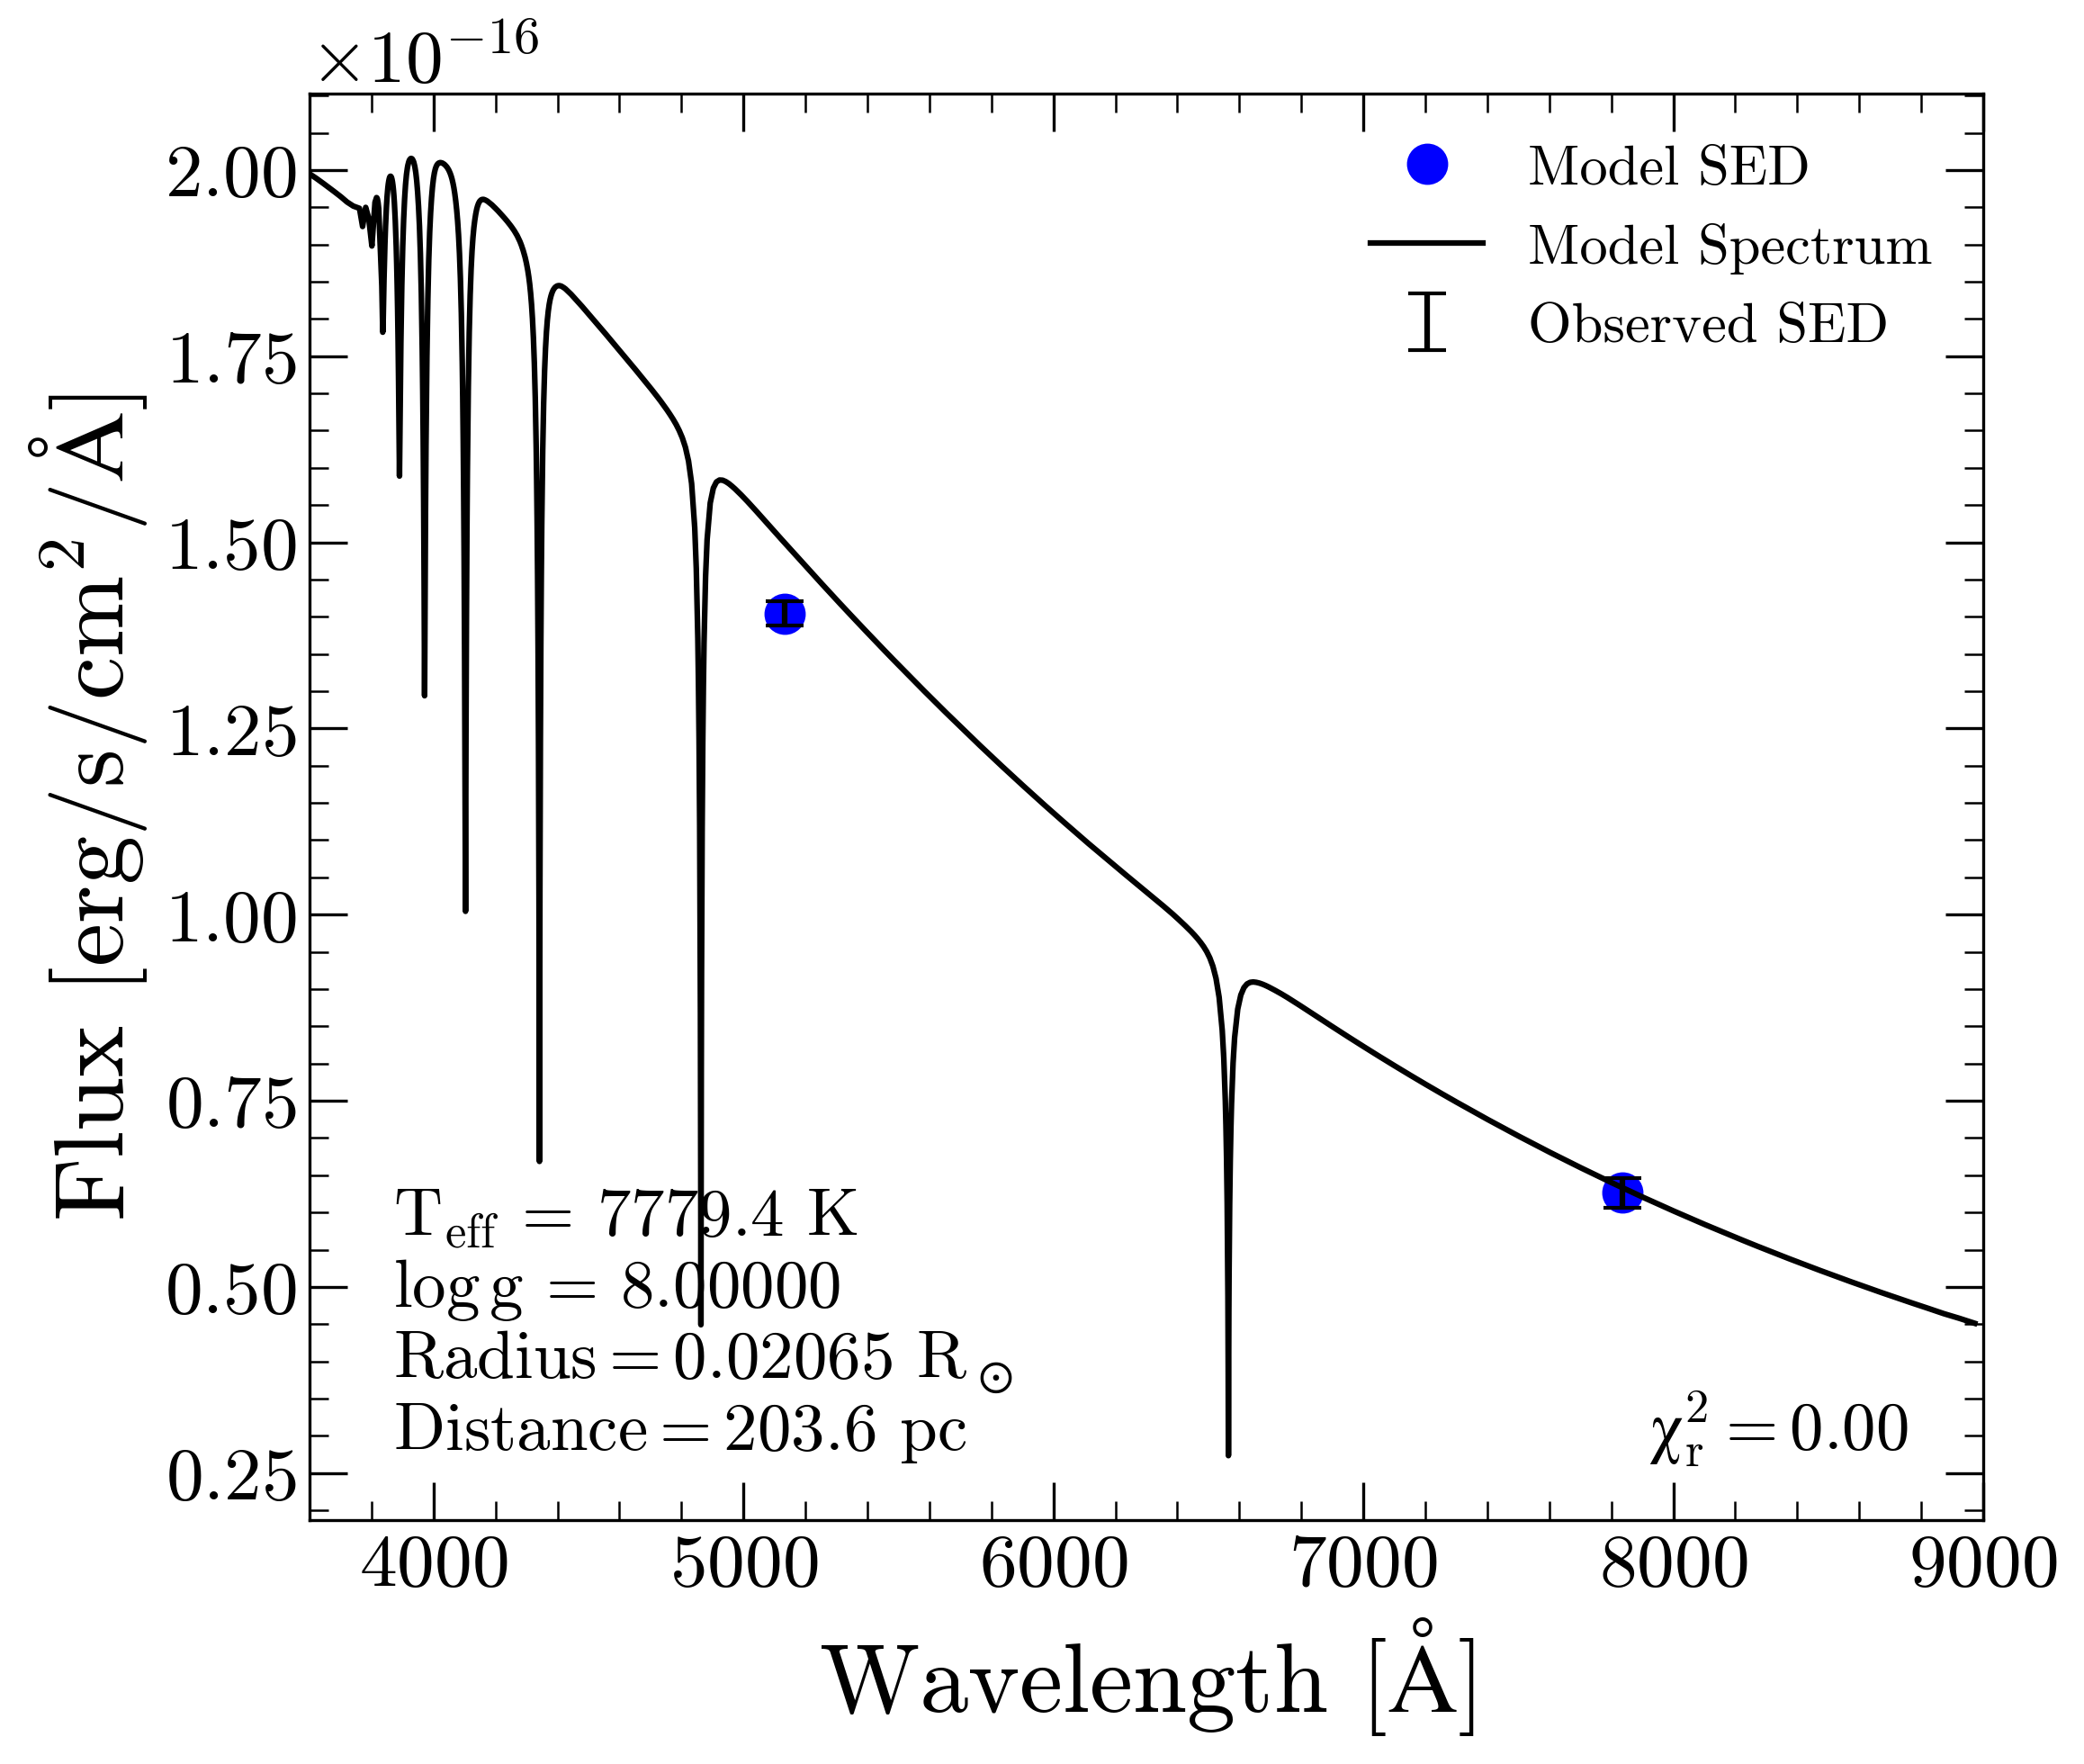 ×10⁻¹⁶
2.00
1.75
1.50
1.25
1.00
0.75
0.50
0.25
Flux [erg/s/cm²/Å]
Model SED
Model Spectrum
Observed SED
T_eff = 7779.4 K
log g = 8.00000
Radius = 0.02065 R_⊙
Distance = 203.6 pc
χ²_r = 0.00
4000 5000 6000 7000 8000 9000
Wavelength [Å]